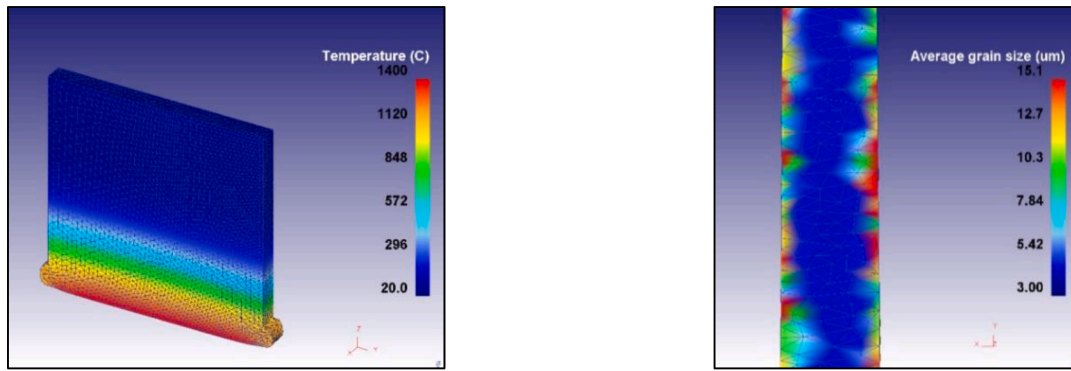 Temperature (C)
1400
1120
848
572
296
20.0
Z
X
Y
Average grain size (um)
15.1
12.7
10.3
7.84
5.42
3.00
Y
X
Z